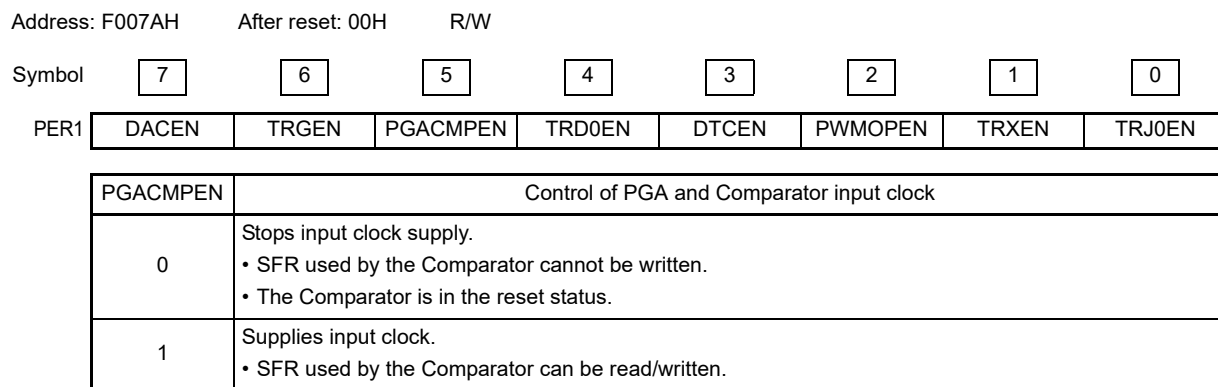 Address: F007AH After reset: 00H R/W
Symbol 7 6 5 4 3 2 1 0
PER1 DACEN TRGEN PGACMPEN TRD0EN DTCEN PWMOPEN TRXEN TRJ0EN
PGACMPEN Control of PGA and Comparator input clock
Stops input clock supply.
0 • SFR used by the Comparator cannot be written.
• The Comparator is in the reset status.
Supplies input clock.
1
• SFR used by the Comparator can be read/written.